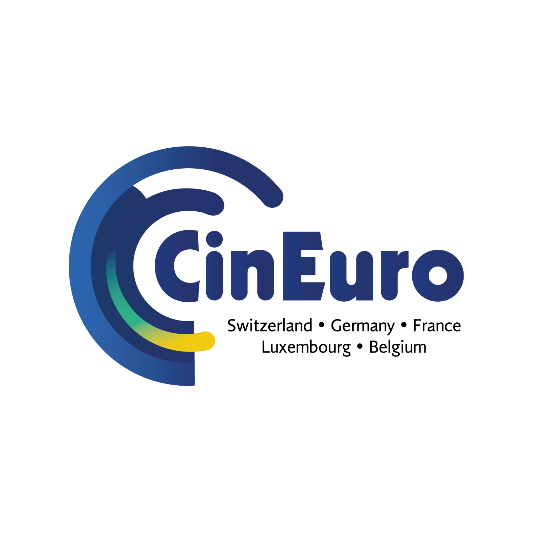 CinEuro
Switzerland • Germany • France
Luxembourg • Belgium